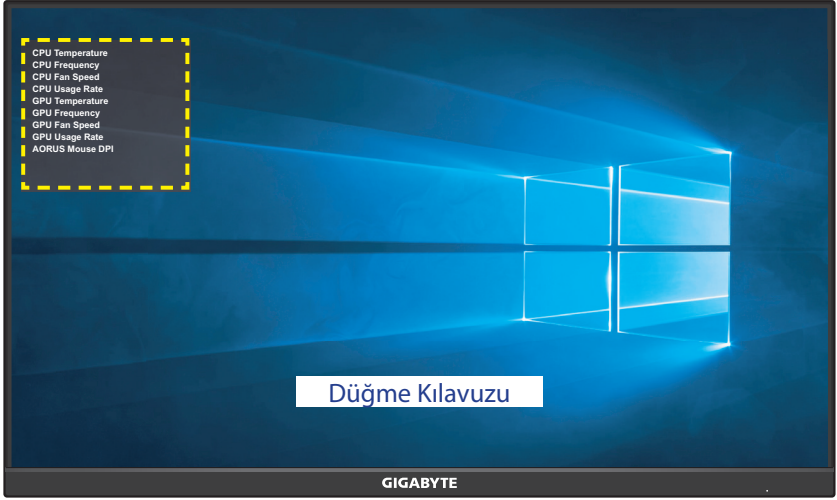 CPU Temperature
CPU Frequency
CPU Fan Speed
CPU Usage Rate
GPU Temperature
GPU Frequency
GPU Fan Speed
GPU Usage Rate
AORUS Mouse DPI
Düğme Kılavuzu
GIGABYTE